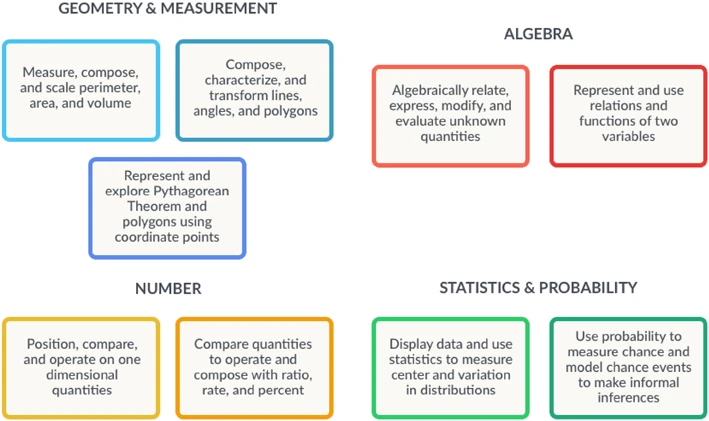 GEOMETRY & MEASUREMENT
Measure, compose,
and scale perimeter,
area, and volume
Compose,
characterize, and
transform lines,
angles, and polygons
Represent and
explore Pythagorean
Theorem and
polygons using
coordinate points
ALGEBRA
Algebraically relate,
express, modify, and
evaluate unknown
quantities
Represent and use
relations and
functions of two
variables
NUMBER
Position, compare,
and operate on one
dimensional
quantities
Compare quantities
to operate and
compose with ratio,
rate, and percent
STATISTICS & PROBABILITY
Display data and use
statistics to measure
center and variation
in distributions
Use probability to
measure chance and
model chance events
to make informal
inferences